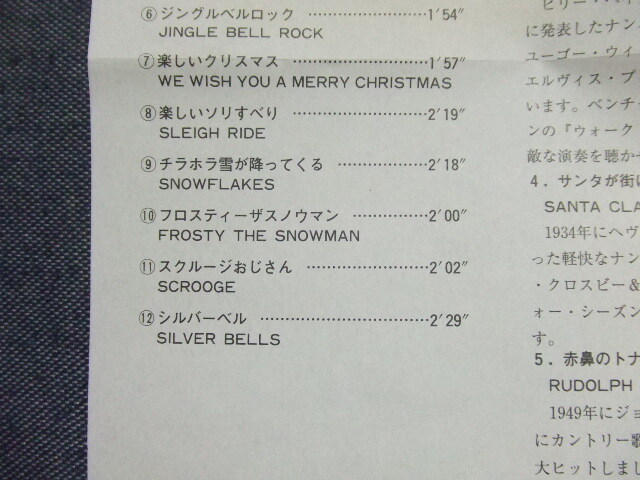 ⑥ジングルベルロック ………………1′54″
JINGLE BELL ROCK
⑦楽しいクリスマス ………………1′57″
WE WISH YOU A MERRY CHRISTMAS
⑧楽しいソリすべり ………………2′19″
SLEIGH RIDE
⑨チラホラ雪が降ってくる …………2′18″
SNOWFLAKES
⑩フロスティーザスノウマン ………2′00″
FROSTY THE SNOWMAN
⑪スクルージおじさん ……………2′02″
SCROOGE
⑫シルバーベル ……………………2′29″
SILVER BELLS
に発表したナン
ユーゴー・ウィ
エルヴィス・プ
います。ベンチ
ンの『ウォーク
敵な演奏を聴かせ
4．サンタが街に
SANTA CLA
1934年にヘヴ
った軽快なナン
・クロスビー＆
ォー・シーズン
す。
5．赤鼻のトナ
RUDOLPH
1949年にジョ
にカントリー歌
大ヒットしまし